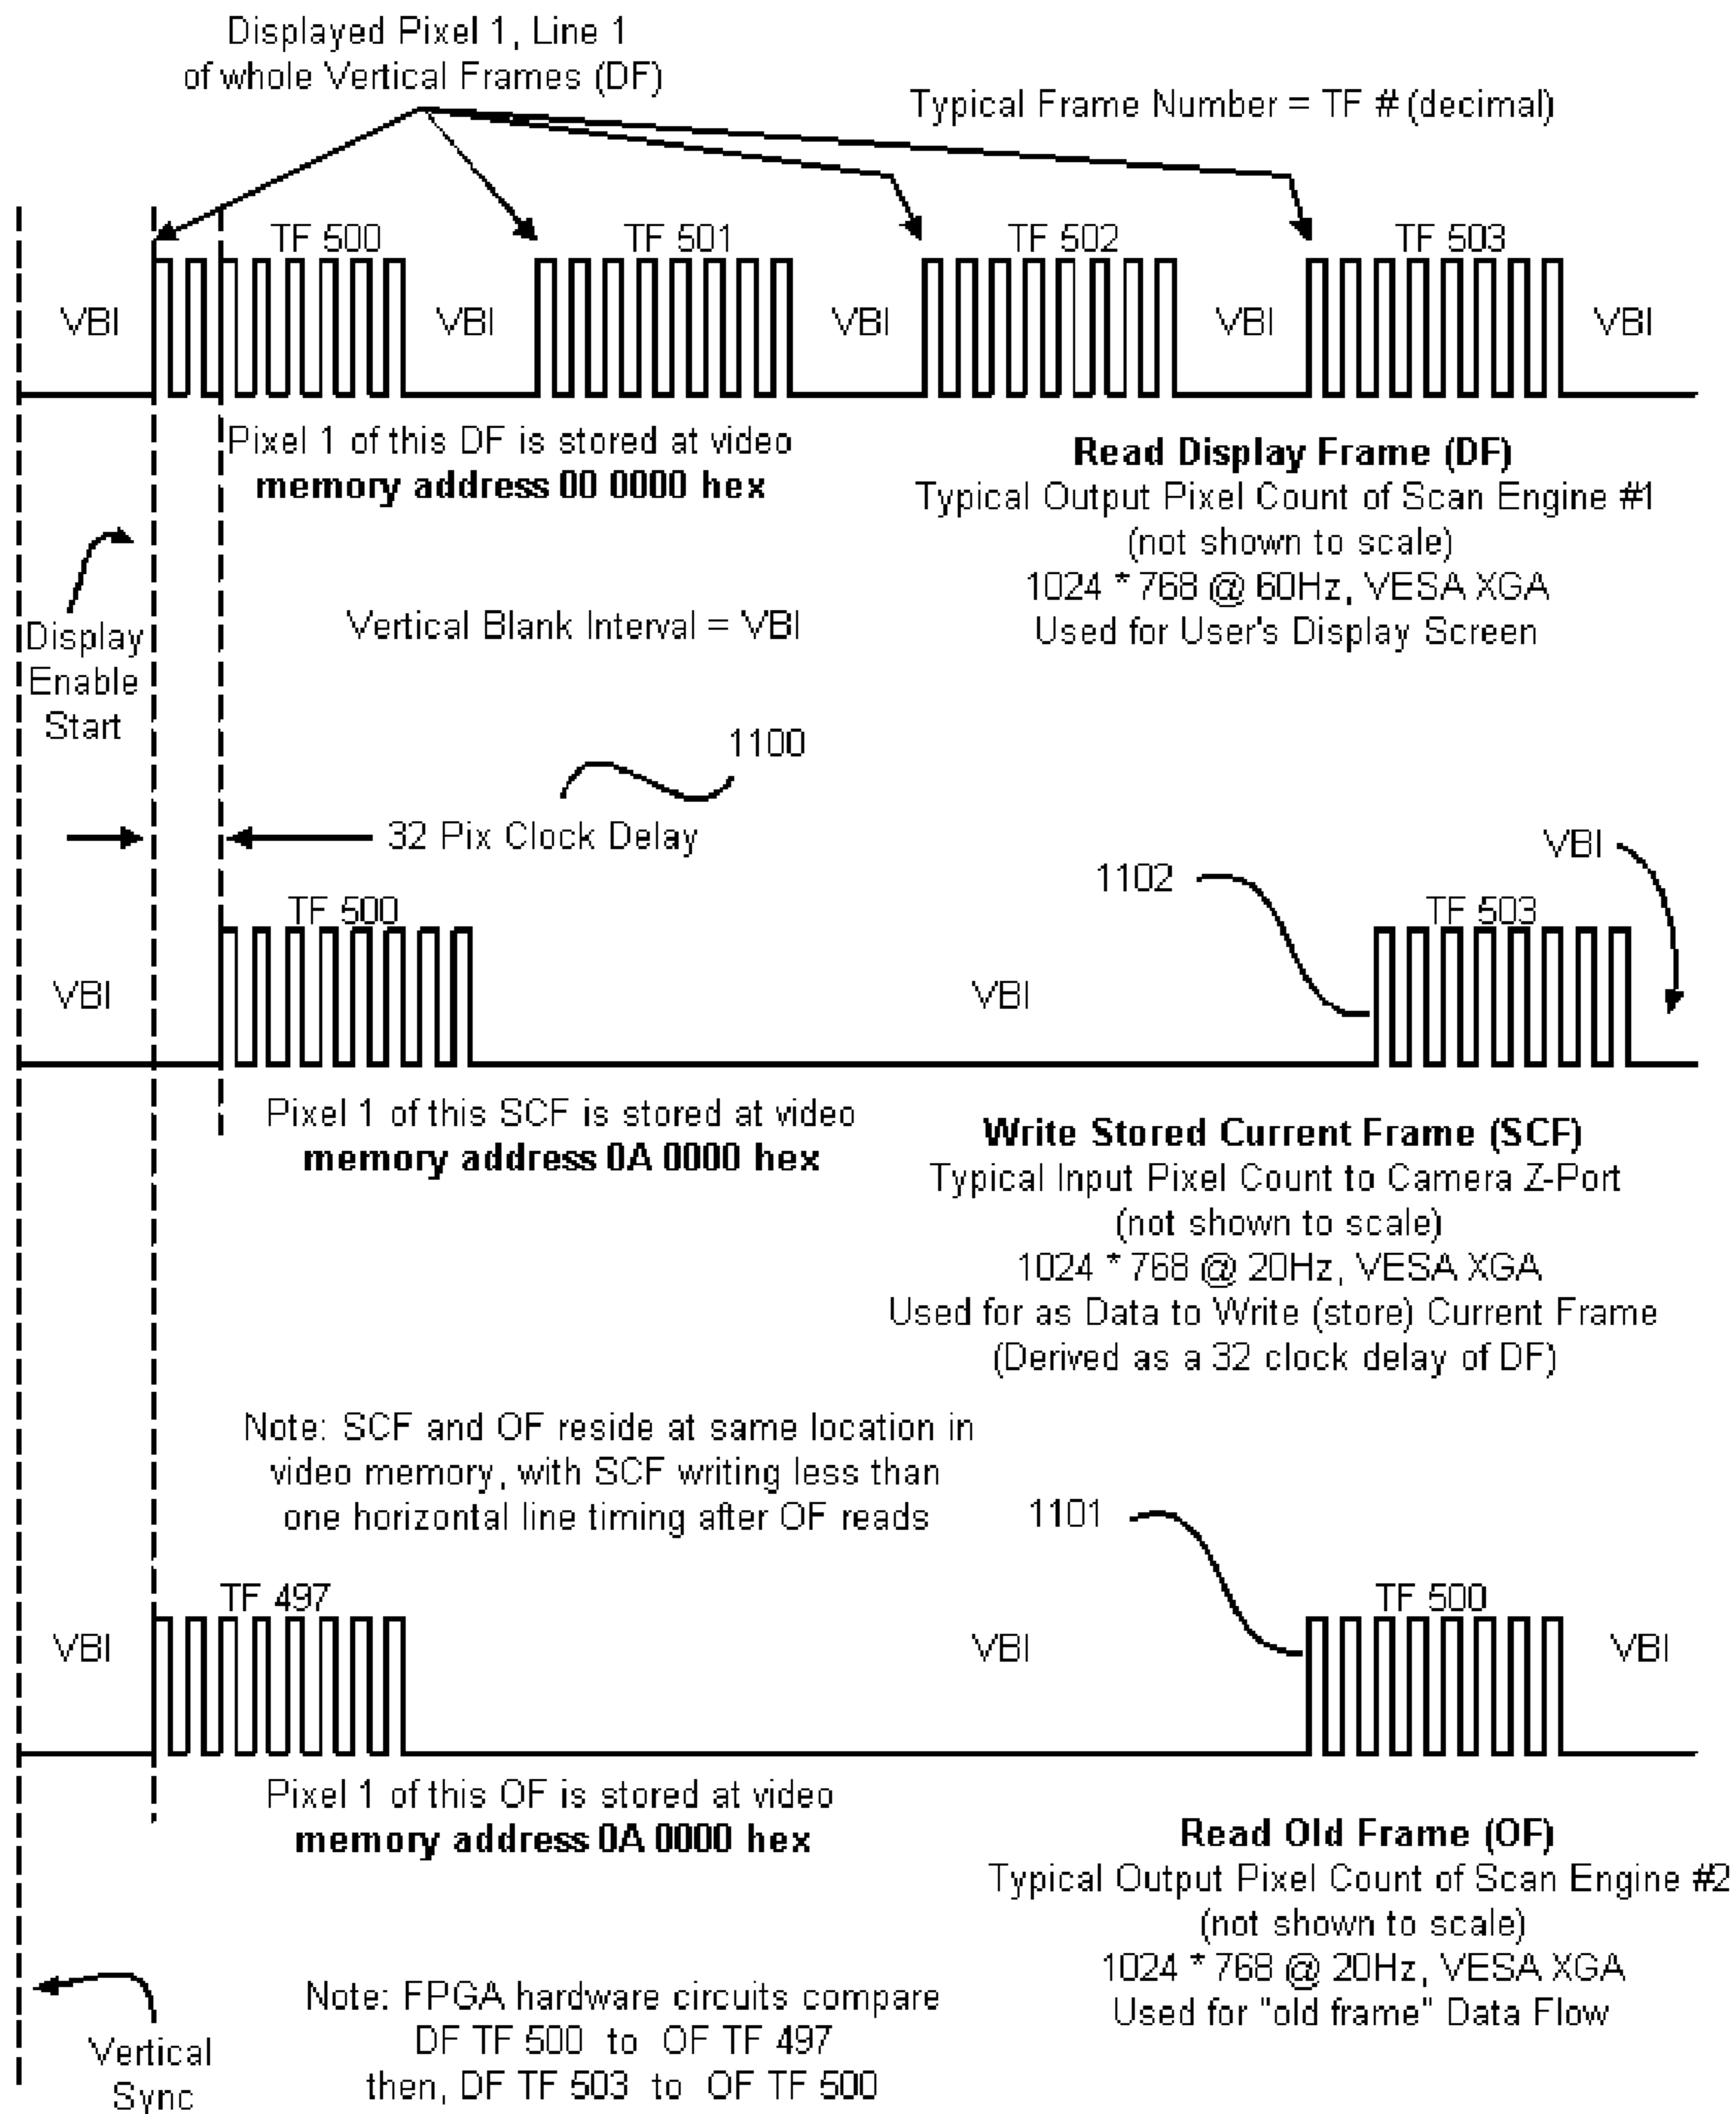 Displayed Pixel 1, Line 1
of whole Vertical Frames (DF)
Typical Frame Number = TF # (decimal)
TF 500
TF 501
TF 502
TF 503
VBI
VBI
VBI
VBI
VBI
Pixel 1 of this DF is stored at video
memory address 00 0000 hex
Read Display Frame (DF)
Typical Output Pixel Count of Scan Engine #1
(not shown to scale)
1024 * 768 @ 60Hz, VESA XGA
Used for User's Display Screen
Display
Enable
Start
Vertical Blank Interval = VBI
1100
32 Pix Clock Delay
VBI
1102
TF 500
TF 503
VBI
VBI
Pixel 1 of this SCF is stored at video
memory address 0A 0000 hex
Write Stored Current Frame (SCF)
Typical Input Pixel Count to Camera Z-Port
(not shown to scale)
1024 * 768 @ 20Hz, VESA XGA
Used for as Data to Write (store) Current Frame
(Derived as a 32 clock delay of DF)
Note: SCF and OF reside at same location in
video memory, with SCF writing less than
one horizontal line timing after OF reads
1101
TF 497
TF 500
VBI
VBI
VBI
Pixel 1 of this OF is stored at video
memory address 0A 0000 hex
Read Old Frame (OF)
Typical Output Pixel Count of Scan Engine #2
(not shown to scale)
1024 * 768 @ 20Hz, VESA XGA
Used for "old frame" Data Flow
Vertical
Sync
Note: FPGA hardware circuits compare
DF TF 500 to OF TF 497
then, DF TF 503 to OF TF 500